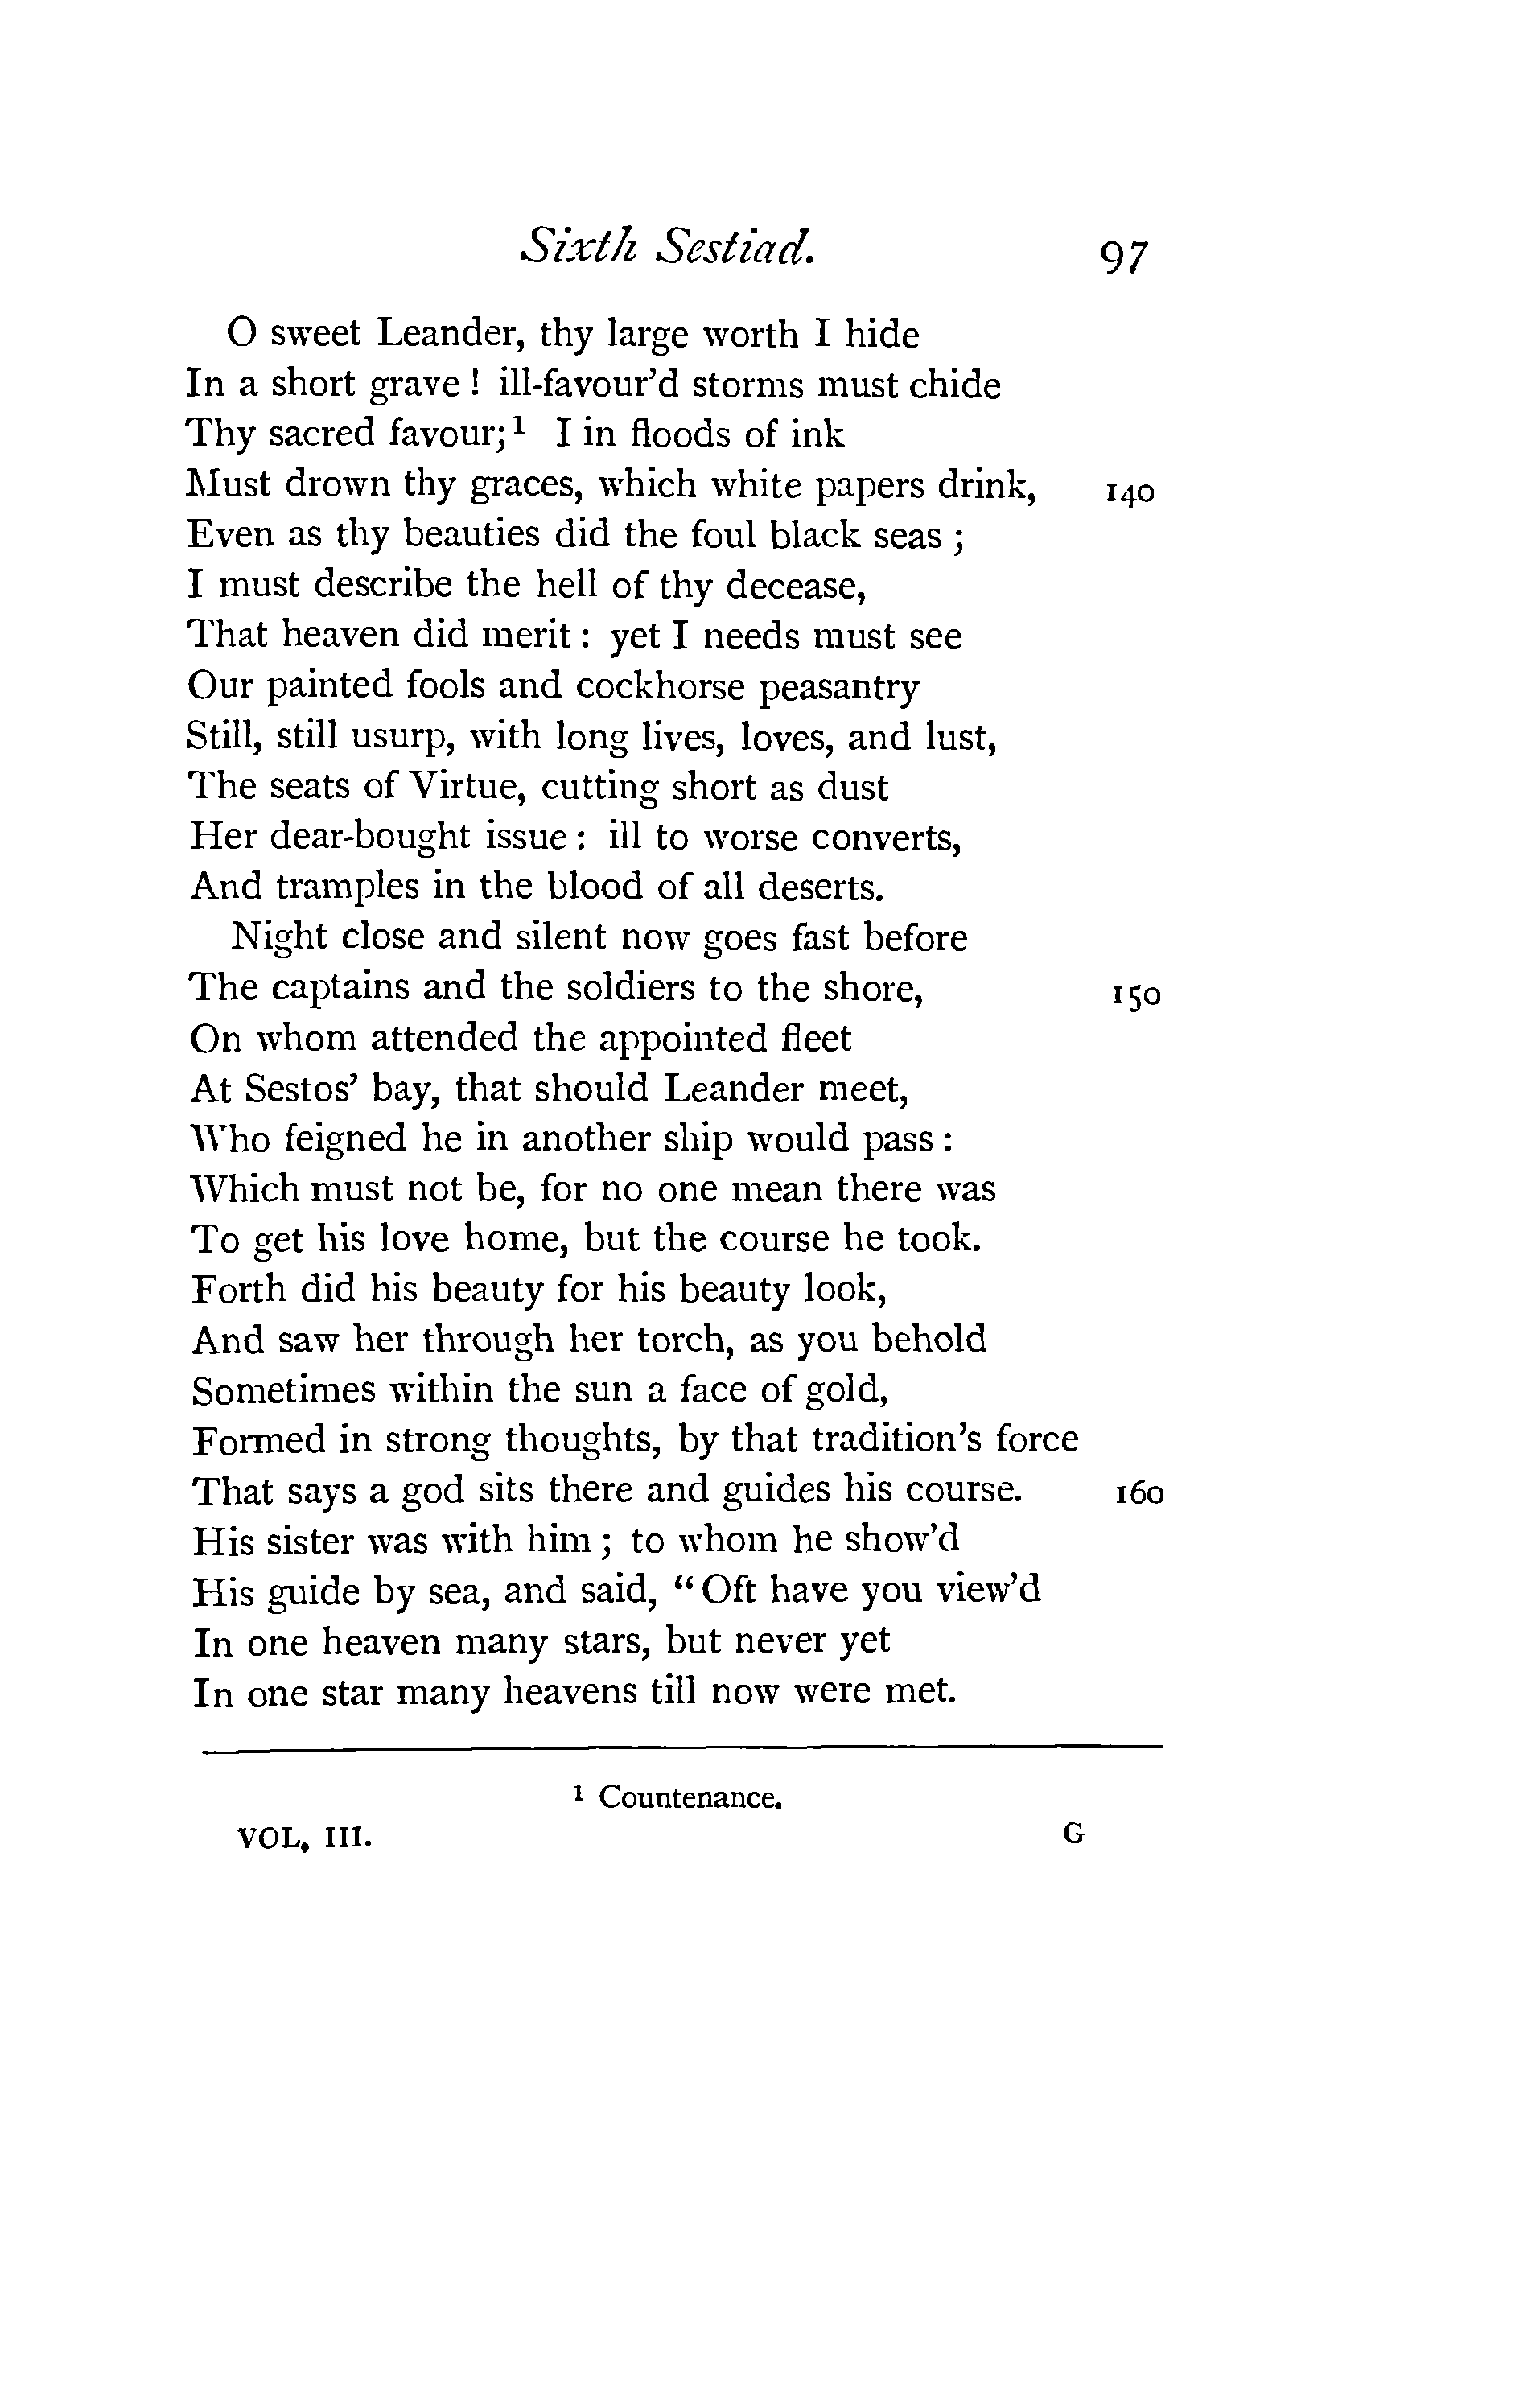 Sixth Sestiad. 97
O sweet Leander, thy large worth I hide
In a short grave ! ill-favour’d storms must chide
Thy sacred favour;¹ I in floods of ink
Must drown thy graces, which white papers drink, 140
Even as thy beauties did the foul black seas ;
I must describe the hell of thy decease,
That heaven did merit : yet I needs must see
Our painted fools and cockhorse peasantry
Still, still usurp, with long lives, loves, and lust,
The seats of Virtue, cutting short as dust
Her dear-bought issue : ill to worse converts,
And tramples in the blood of all deserts.
Night close and silent now goes fast before
The captains and the soldiers to the shore, 150
On whom attended the appointed fleet
At Sestos’ bay, that should Leander meet,
Who feigned he in another ship would pass :
Which must not be, for no one mean there was
To get his love home, but the course he took.
Forth did his beauty for his beauty look,
And saw her through her torch, as you behold
Sometimes within the sun a face of gold,
Formed in strong thoughts, by that tradition’s force
That says a god sits there and guides his course. 160
His sister was with him ; to whom he show’d
His guide by sea, and said, “ Oft have you view’d
In one heaven many stars, but never yet
In one star many heavens till now were met.
¹ Countenance.
VOL. III. G